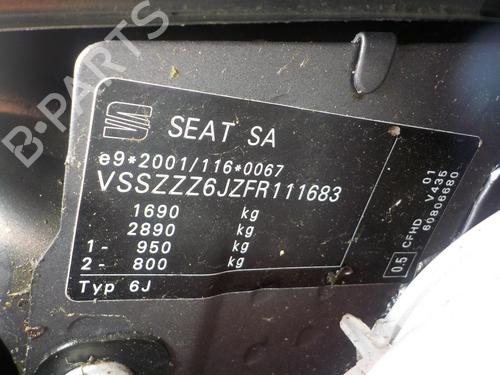 B-PARTS
SEAT SA
e9*2001/116*0067
VSSZZZ6JZFR111683
1690 kg
2890 kg
1- 950 kg
2- 800 kg
Typ 6J
0.5 CFHD V435 01
60806680